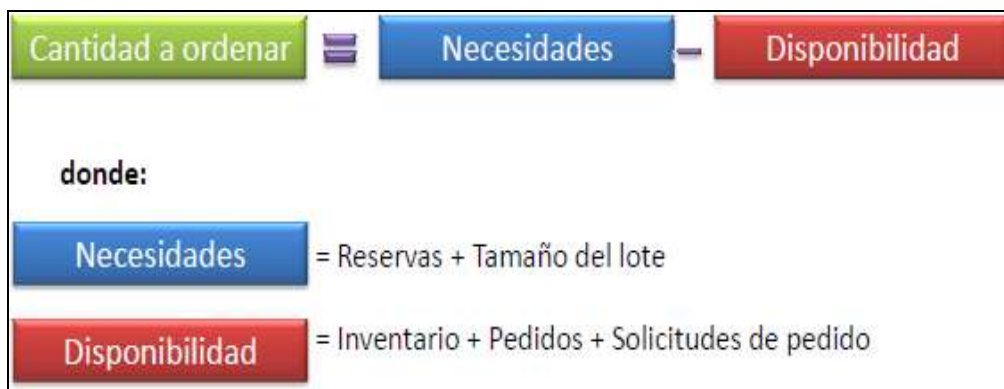 Cantidad a ordenar = Necesidades - Disponibilidad
donde:
Necesidades = Reservas + Tamaño del lote
Disponibilidad = Inventario + Pedidos + Solicitudes de pedido